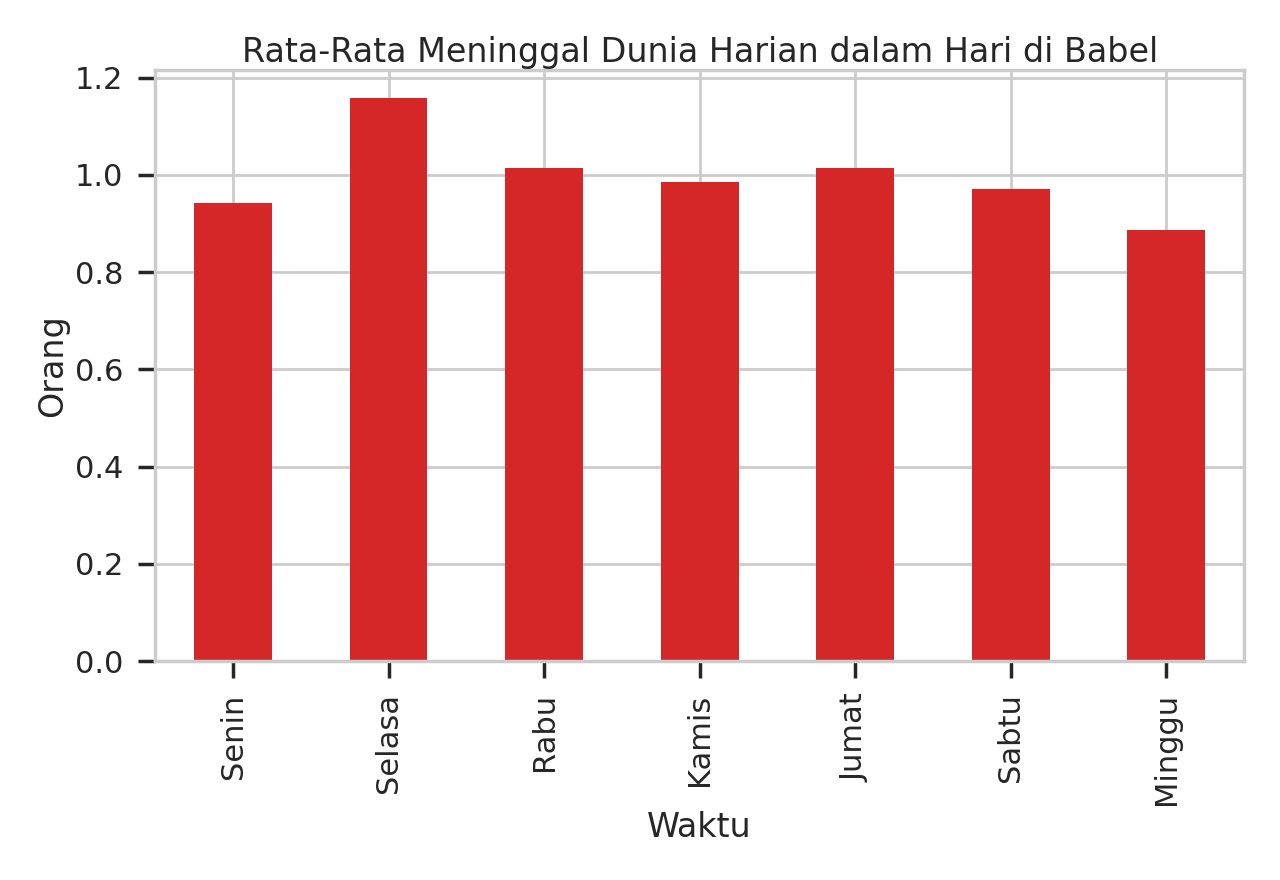 Rata-Rata Meninggal Dunia Harian dalam Hari di Babel
1.2
1.0
0.8
0.6
0.4
0.2
0.0
Orang
Senin
Selasa
Rabu
Kamis
Jumat
Sabtu
Minggu
Waktu